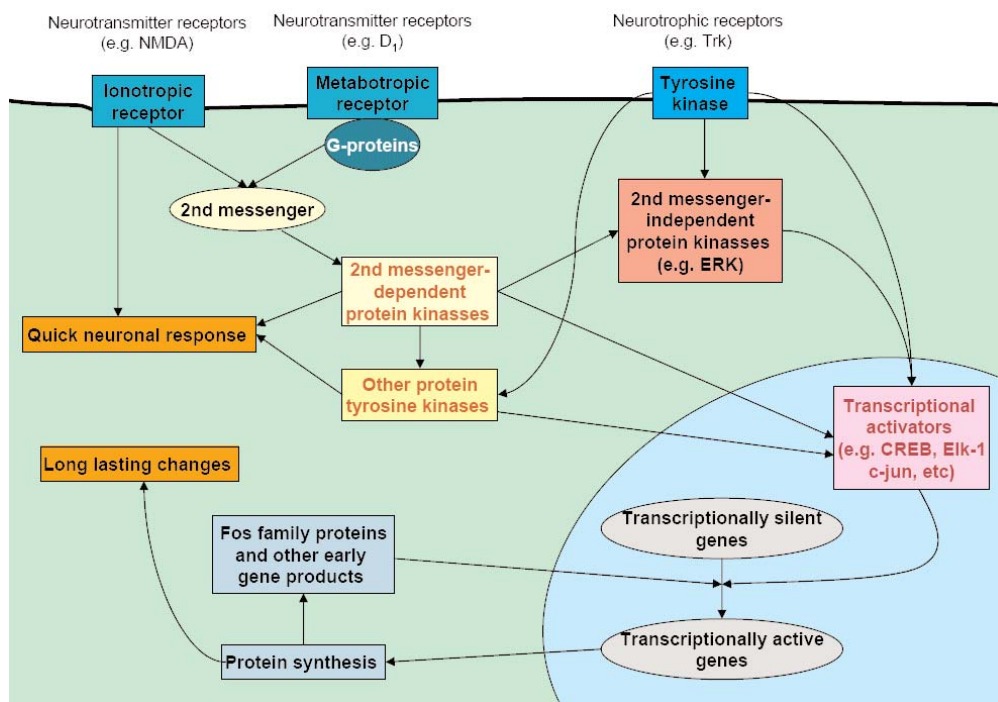 Neurotransmitter receptors
(e.g. NMDA)
Neurotransmitter receptors
(e.g. D1)
Neurotrophic receptors
(e.g. Trk)
Ionotropic
receptor
Metabotropic
receptor
Tyrosine
kinase
G-proteins
2nd messenger
2nd messenger-
independent
protein kinasses
(e.g. ERK)
2nd messenger-
dependent
protein kinasses
Quick neuronal response
Other protein
tyrosine kinases
Transcriptional
activators
(e.g. CREB, Elk-1
c-jun, etc)
Long lasting changes
Transcriptionally silent
genes
Fos family proteins
and other early
gene products
Transcriptionally active
genes
Protein synthesis